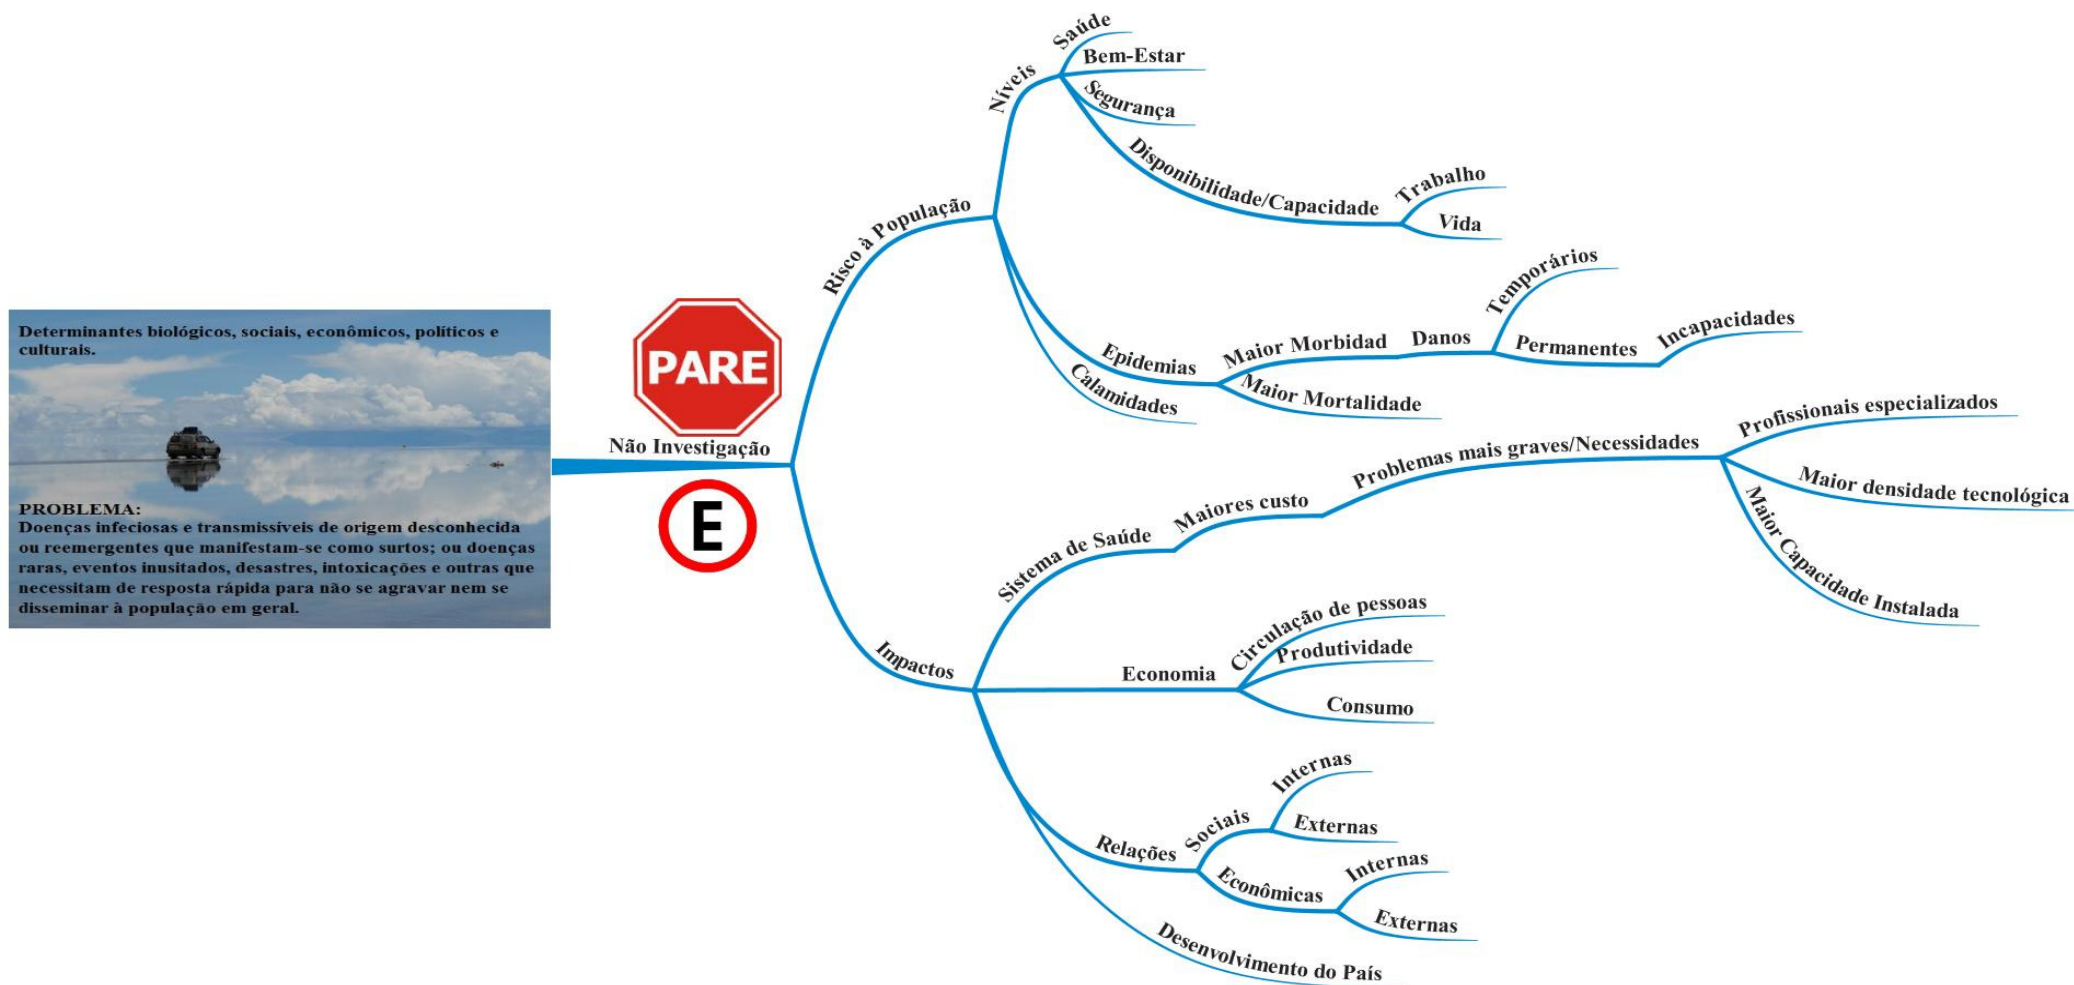 Determinantes biológicos, sociais, econômicos, políticos e
culturais.
PROBLEMA:
Doenças infeciosas e transmissíveis de origem desconhecida
ou reemergentes que manifestam-se como surtos; ou doenças
raras, eventos inusitados, desastres, intoxicações e outras que
necessitam de resposta rápida para não se agravar nem se
disseminar à população em geral.
PARE
Não Investigação
E
Risco à População
Níveis
Saúde
Bem-Estar
Segurança
Disponibilidade/Capacidade
Trabalho
Vida
Epidemias
Maior Morbidad
Danos
Temporários
Permanentes
Incapacidades
Maior Mortalidade
Calamidades
Impactos
Sistema de Saúde
Maiores custo
Problemas mais graves/Necessidades
Profissionais especializados
Maior densidade tecnológica
Maior Capacidade Instalada
Economia
Circulação de pessoas
Produtividade
Consumo
Relações
Sociais
Internas
Externas
Econômicas
Internas
Externas
Desenvolvimento do País